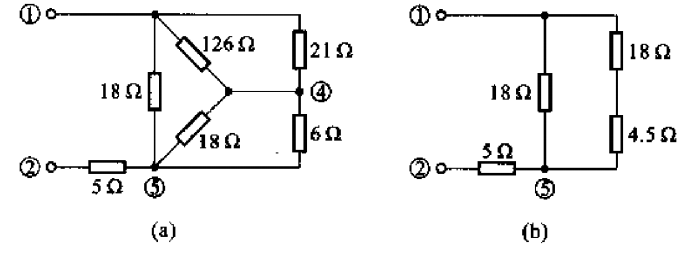 ① ①
126 Ω 21 Ω 18 Ω
18 Ω ④ 18 Ω
18 Ω 6 Ω 4.5 Ω
② 5 Ω ② 5 Ω
⑤ ⑤
(a) (b)